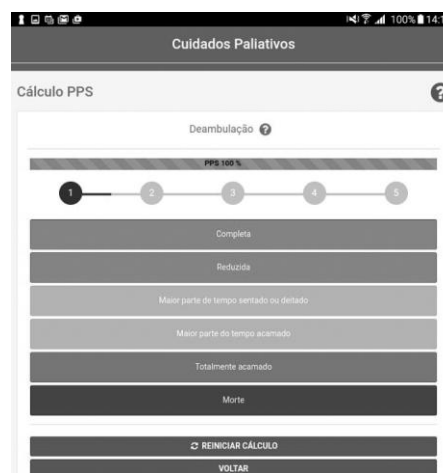 100% 14:1
Cuidados Paliativos
Cálculo PPS
Deambulação
PPS 100 %
1 2 3 4 5
Completa
Reduzida
Maior parte de tempo sentado ou deitado
Maior parte do tempo acamado
Totalmente acamado
Morte
REINICIAR CÁLCULO
VOLTAR